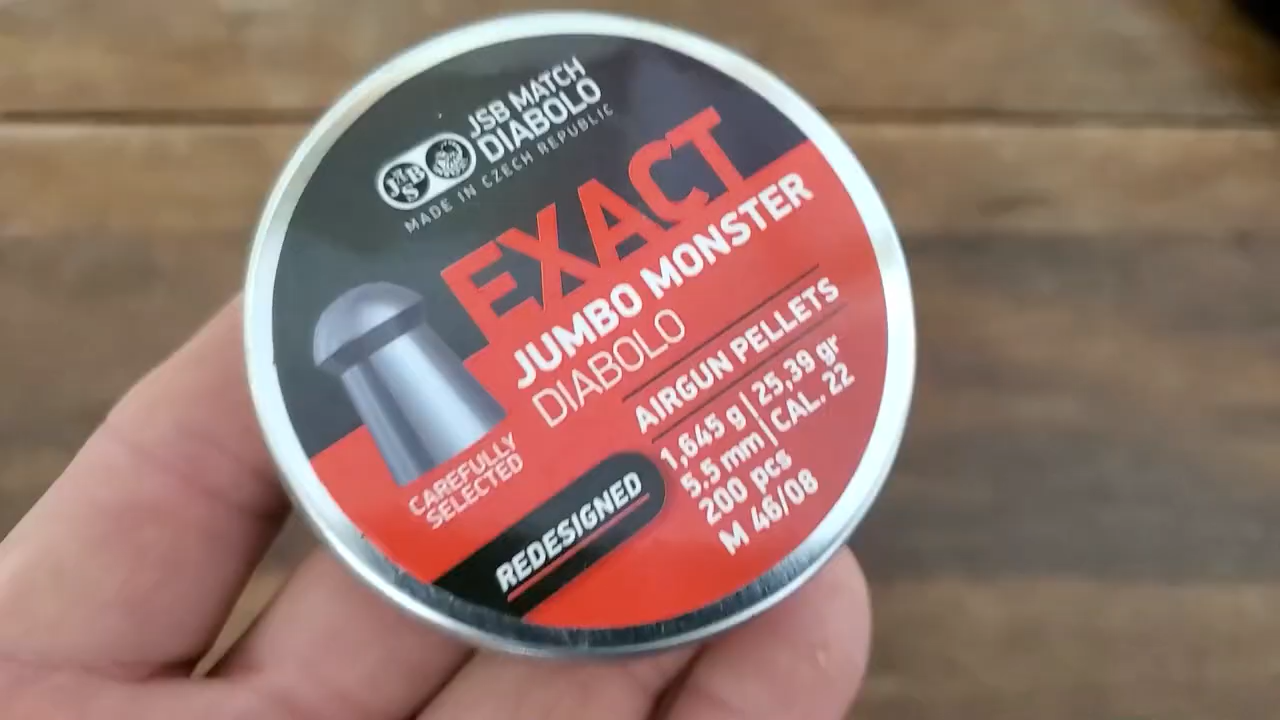 JSB MATCH
DIABOLO
MADE IN CZECH REPUBLIC
JSB
EXACT
JUMBO MONSTER
DIABOLO
AIRGUN PELLETS
1,645 g | 25,39 gr
5.5 mm | CAL. 22
200 pcs
M 46/08
CAREFULLY
SELECTED
REDESIGNED